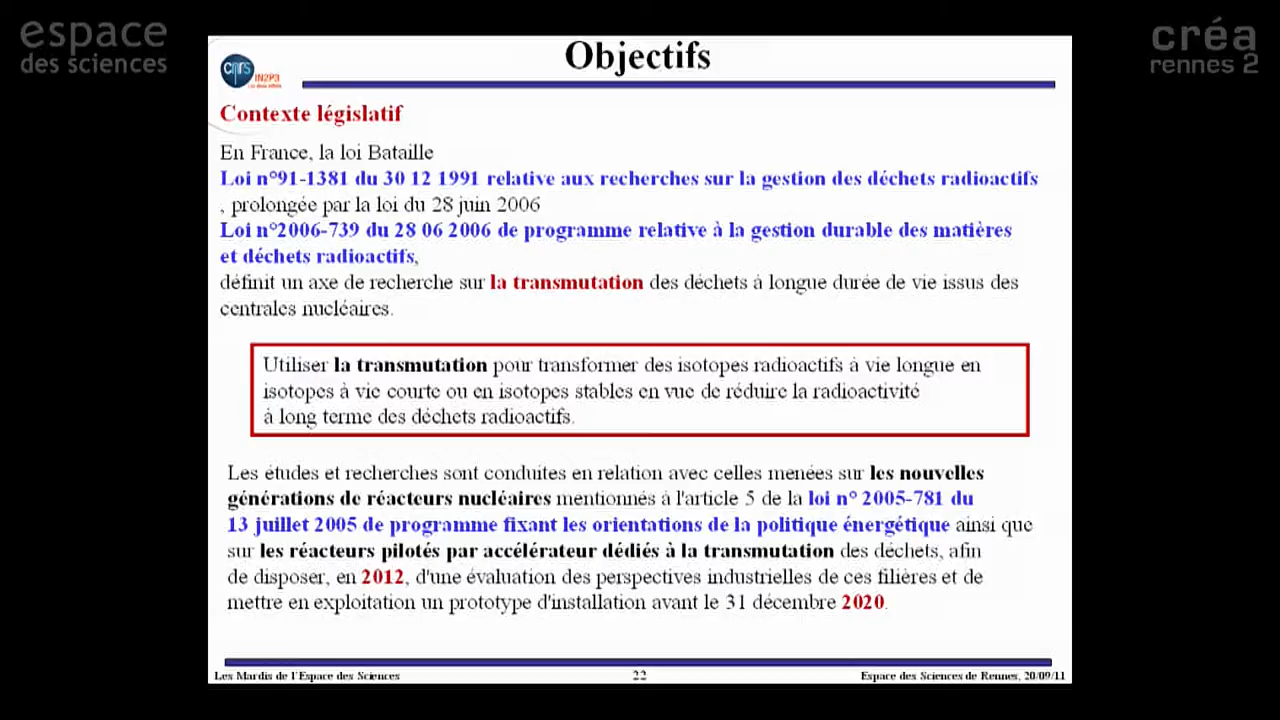 espace
des sciences
créa
rennes 2
Objectifs
cnrs
IN2P3
Contexte législatif
En France, la loi Bataille
Loi n°91-1381 du 30 12 1991 relative aux recherches sur la gestion des déchets radioactifs
, prolongée par la loi du 28 juin 2006
Loi n°2006-739 du 28 06 2006 de programme relative à la gestion durable des matières
et déchets radioactifs,
définit un axe de recherche sur la transmutation des déchets à longue durée de vie issus des
centrales nucléaires.
Utiliser la transmutation pour transformer des isotopes radioactifs à vie longue en
isotopes à vie courte ou en isotopes stables en vue de réduire la radioactivité
à long terme des déchets radioactifs.
Les études et recherches sont conduites en relation avec celles menées sur les nouvelles
générations de réacteurs nucléaires mentionnés à l'article 5 de la loi n° 2005-781 du
13 juillet 2005 de programme fixant les orientations de la politique énergétique ainsi que
sur les réacteurs pilotés par accélérateur dédiés à la transmutation des déchets, afin
de disposer, en 2012, d'une évaluation des perspectives industrielles de ces filières et de
mettre en exploitation un prototype d'installation avant le 31 décembre 2020.
Les Mardis de l'Espace des Sciences
22
Espace des Sciences de Rennes, 20/09/11